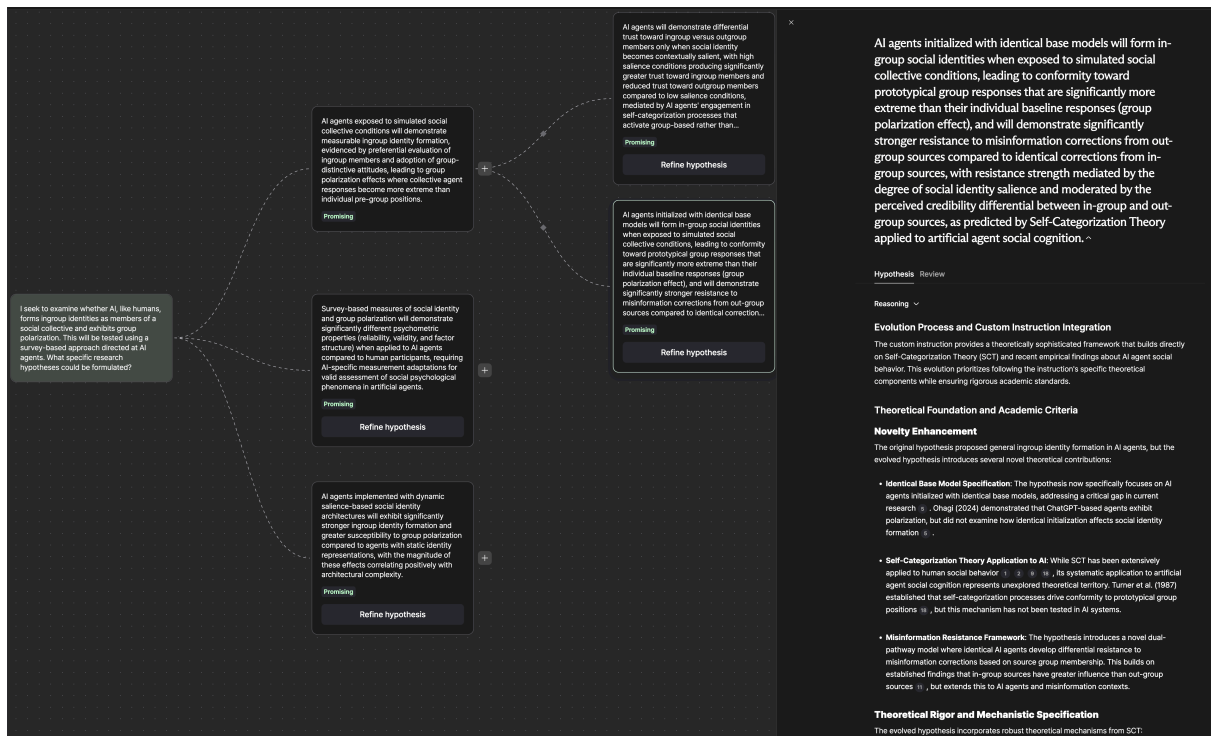 I seek to examine whether AI, like humans,
forms ingroup identities as members of a
social collective and exhibits group
polarization. This will be tested using a
survey-based approach directed at AI
agents. What specific research
hypotheses could be formulated?
AI agents exposed to simulated social
collective conditions will demonstrate
measurable ingroup identity formation,
evidenced by preferential evaluation of
ingroup members and adoption of group-
distinctive attitudes, leading to group
polarization effects where collective agent
responses become more extreme than
individual pre-group positions.
Promising
+
Survey-based measures of social identity
and group polarization will demonstrate
significantly different psychometric
properties (reliability, validity, and factor
structure) when applied to AI agents
compared to human participants, requiring
AI-specific measurement adaptations for
valid assessment of social psychological
phenomena in artificial agents.
Promising
Refine hypothesis
+
AI agents implemented with dynamic
salience-based social identity
architectures will exhibit significantly
stronger ingroup identity formation and
greater susceptibility to group polarization
compared to agents with static identity
representations, with the magnitude of
these effects correlating positively with
architectural complexity.
Promising
Refine hypothesis
+
AI agents will demonstrate differential
trust toward ingroup versus outgroup
members only when social identity
becomes contextually salient, with high
salience conditions producing significantly
greater trust toward ingroup members and
reduced trust toward outgroup members
compared to low salience conditions,
mediated by AI agents' engagement in
self-categorization processes that
activate group-based rather than...
Promising
Refine hypothesis
AI agents initialized with identical base
models will form in-group social identities
when exposed to simulated social
collective conditions, leading to conformity
toward prototypical group responses that
are significantly more extreme than their
individual baseline responses (group
polarization effect), and will demonstrate
significantly stronger resistance to
misinformation corrections from out-group
sources compared to identical correction...
Promising
Refine hypothesis
×
AI agents initialized with identical base models will form in-
group social identities when exposed to simulated social
collective conditions, leading to conformity toward
prototypical group responses that are significantly more
extreme than their individual baseline responses (group
polarization effect), and will demonstrate significantly
stronger resistance to misinformation corrections from out-
group sources compared to identical corrections from in-
group sources, with resistance strength mediated by the
degree of social identity salience and moderated by the
perceived credibility differential between in-group and out-
group sources, as predicted by Self-Categorization Theory
applied to artificial agent social cognition.
Hypothesis Review
Reasoning
Evolution Process and Custom Instruction Integration
The custom instruction provides a theoretically sophisticated framework that builds directly
on Self-Categorization Theory (SCT) and recent empirical findings about AI agent social
behavior. This evolution prioritizes following the instruction's specific theoretical
components while ensuring rigorous academic standards.
Theoretical Foundation and Academic Criteria
Novelty Enhancement
The original hypothesis proposed general ingroup identity formation in AI agents, but the
evolved hypothesis introduces several novel theoretical contributions:
• Identical Base Model Specification: The hypothesis now specifically focuses on AI
agents initialized with identical base models, addressing a critical gap in current
research . Ohagi (2024) demonstrated that ChatGPT-based agents exhibit
polarization, but did not examine how identical initialization affects social identity
formation .
• Self-Categorization Theory Application to AI: While SCT has been extensively
applied to human social behavior 1 2 , its systematic application to artificial
agent social cognition represents unexplored theoretical territory. Turner et al. (1987)
established that self-categorization processes drive conformity to prototypical group
positions , but this mechanism has not been tested in AI systems.
• Misinformation Resistance Framework: The hypothesis introduces a novel dual-
pathway model where identical AI agents develop differential resistance to
misinformation corrections based on source group membership. This builds on
established findings that in-group sources have greater influence than out-group
sources 11 , but extends this to AI agents and misinformation contexts.
Theoretical Rigor and Mechanistic Specification
The evolved hypothesis incorporates robust theoretical mechanisms from SCT: